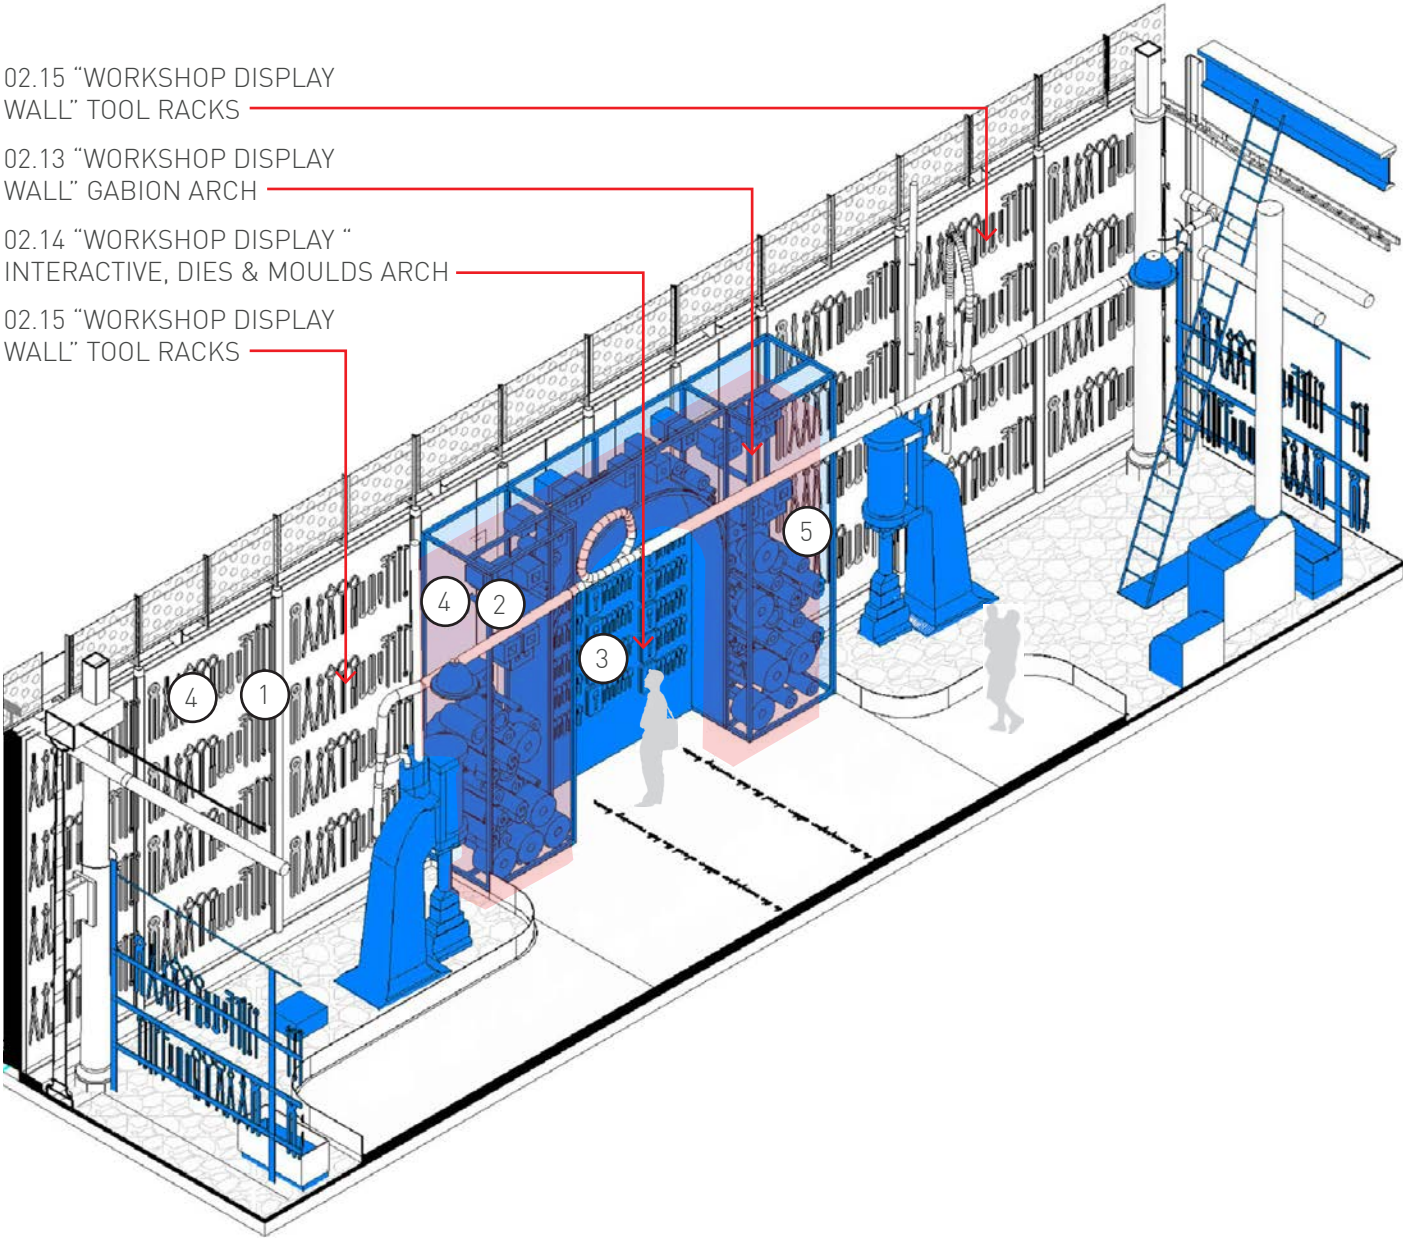 02.15 “WORKSHOP DISPLAY
WALL” TOOL RACKS
02.13 “WORKSHOP DISPLAY
WALL” GABION ARCH
02.14 “WORKSHOP DISPLAY “
INTERACTIVE, DIES & MOULDS ARCH
02.15 “WORKSHOP DISPLAY
WALL” TOOL RACKS
5
4
2
3
4
1